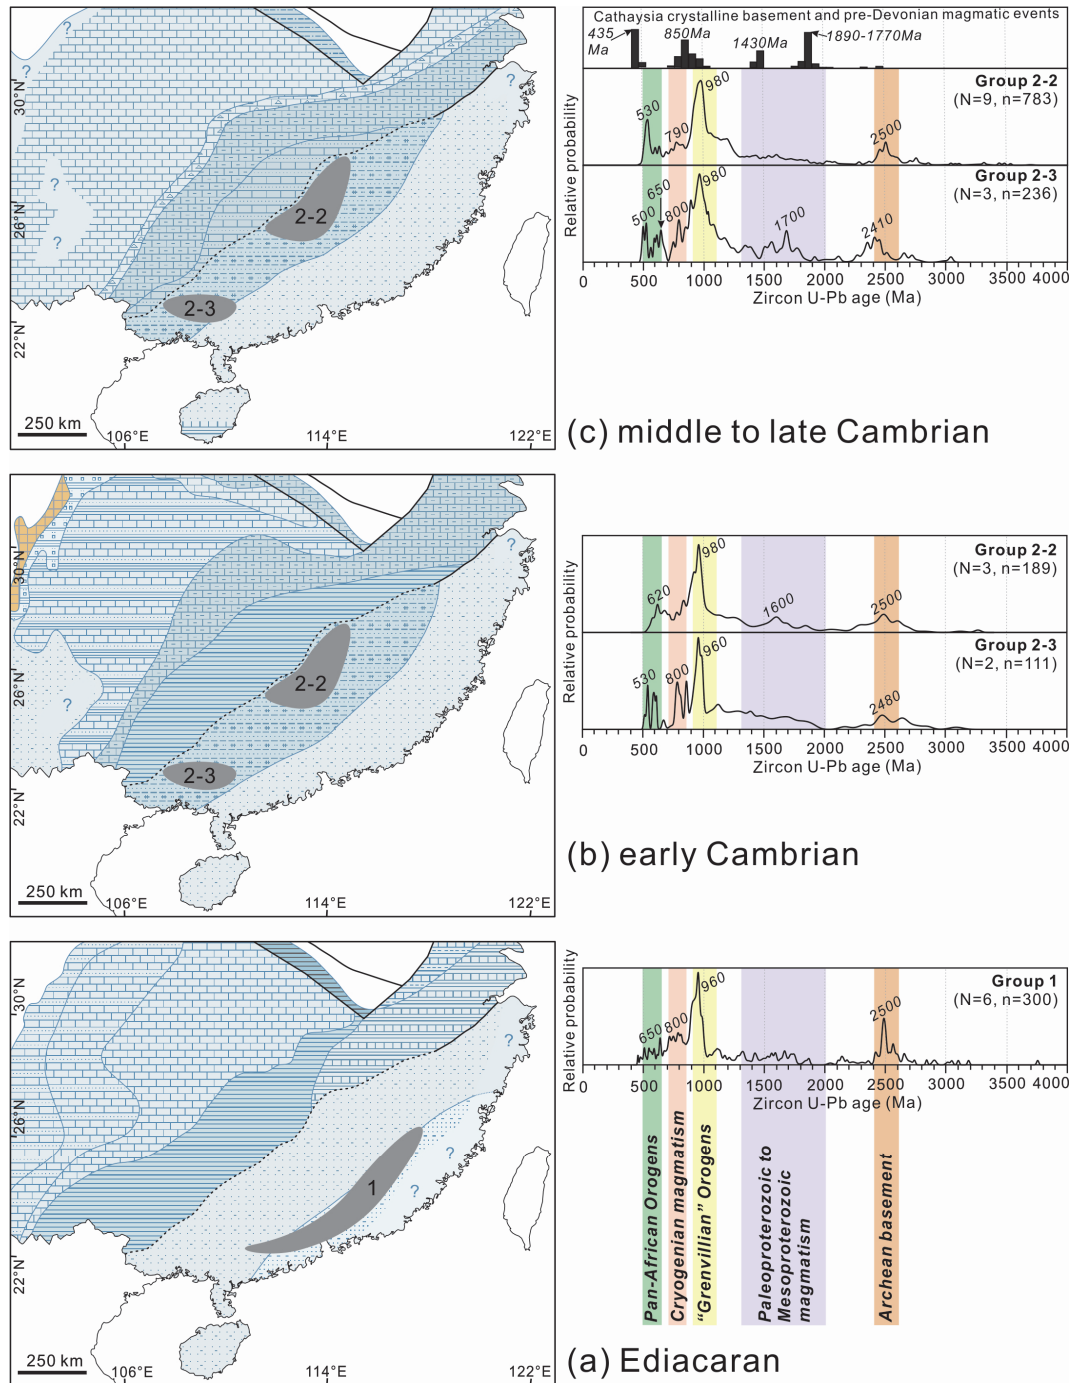 ?
30°N
?
?
26°N
?
22°N
2-2
2-3
250 km
106°E
114°E
122°E
Cathaysia crystalline basement and pre-Devonian magmatic events
435
Ma
850Ma
1430Ma
1890-1770Ma
Relative probability
Group 2-2
(N=9, n=783)
530
790
980
2500
Group 2-3
(N=3, n=236)
500
650
800
980
1700
2410
0 500 1000 1500 2000 2500 3000 3500 4000
Zircon U-Pb age (Ma)
(c) middle to late Cambrian
30°N
?
26°N
?
22°N
2-2
2-3
250 km
106°E
114°E
122°E
Relative probability
Group 2-2
(N=3, n=189)
620
980
1600
2500
Group 2-3
(N=2, n=111)
530
800
960
2480
0 500 1000 1500 2000 2500 3000 3500 4000
Zircon U-Pb age (Ma)
(b) early Cambrian
30°N
?
26°N
?
?
22°N
1
250 km
106°E
114°E
122°E
Relative probability
Group 1
(N=6, n=300)
650
800
960
2500
0 500 1000 1500 2000 2500 3000 3500 4000
Zircon U-Pb age (Ma)
Pan-African Orogens
Cryogenian magmatism
“Grenvillian” Orogens
Paleoproterozoic to
Mesoproterozoic
magmatism
Archean basement
(a) Ediacaran